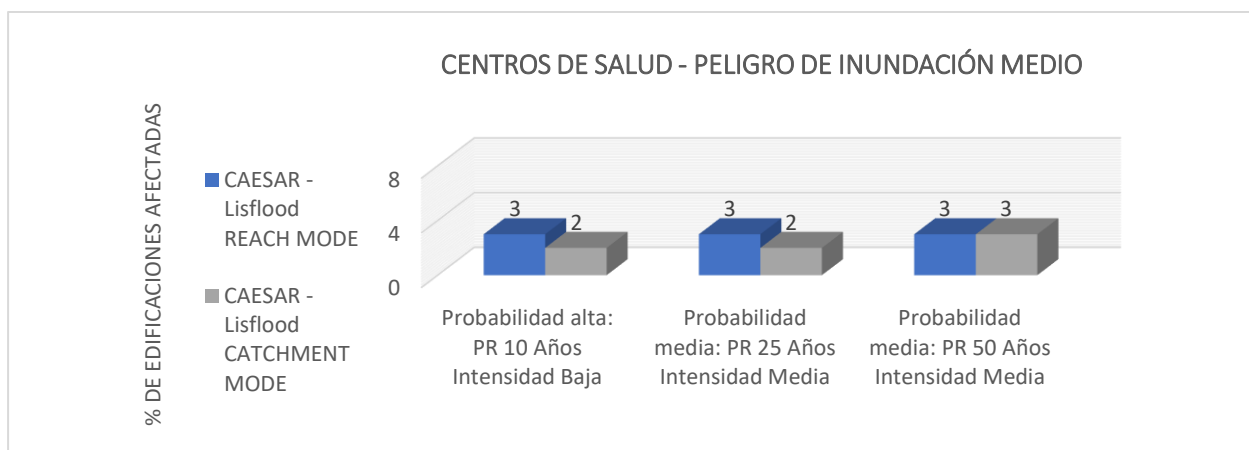 CENTROS DE SALUD - PELIGRO DE INUNDACIÓN MEDIO
% DE EDIFICACIONES AFECTADAS
CAESAR -
Lisflood
REACH MODE
CAESAR -
Lisflood
CATCHMENT
MODE
8
4
0
3
2
3
2
3
3
Probabilidad alta:
PR 10 Años
Intensidad Baja
Probabilidad
media: PR 25 Años
Intensidad Media
Probabilidad
media: PR 50 Años
Intensidad Media